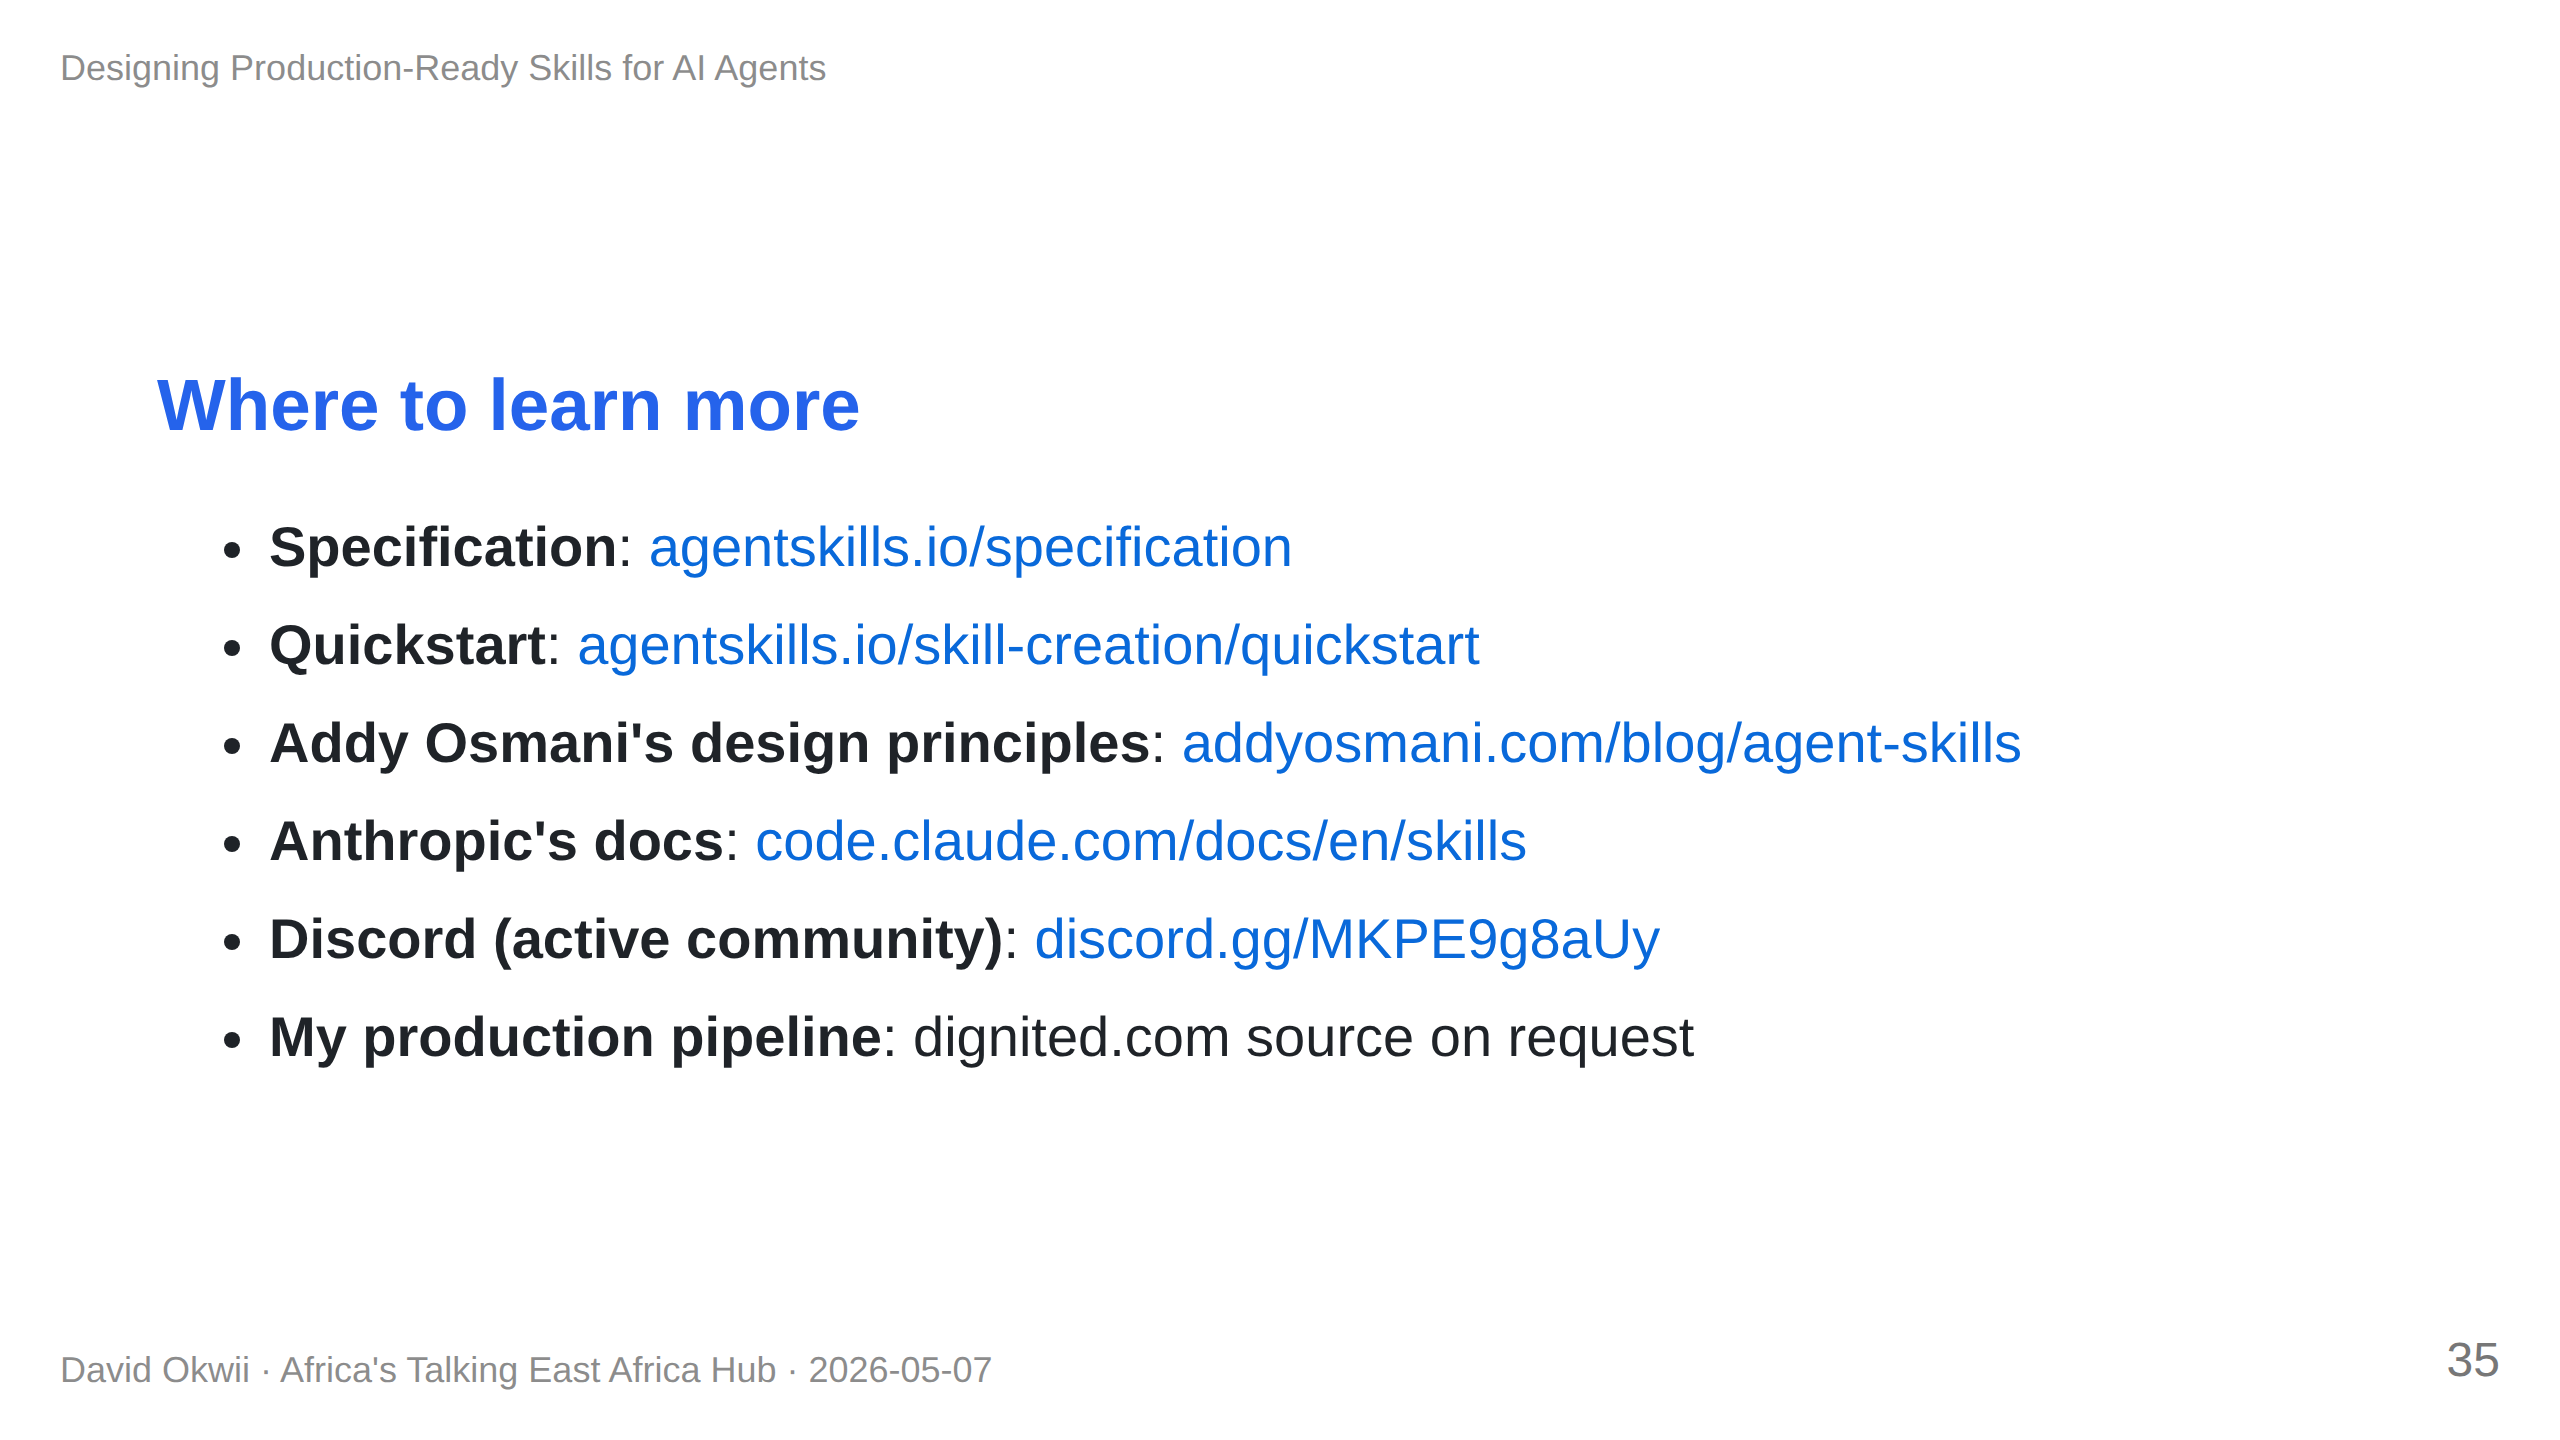 Designing Production-Ready Skills for AI Agents
Where to learn more
• Specification: agentskills.io/specification
• Quickstart: agentskills.io/skill-creation/quickstart
• Addy Osmani's design principles: addyosmani.com/blog/agent-skills
• Anthropic's docs: code.claude.com/docs/en/skills
• Discord (active community): discord.gg/MKPE9g8aUy
• My production pipeline: dignited.com source on request
David Okwii · Africa's Talking East Africa Hub · 2026-05-07
35